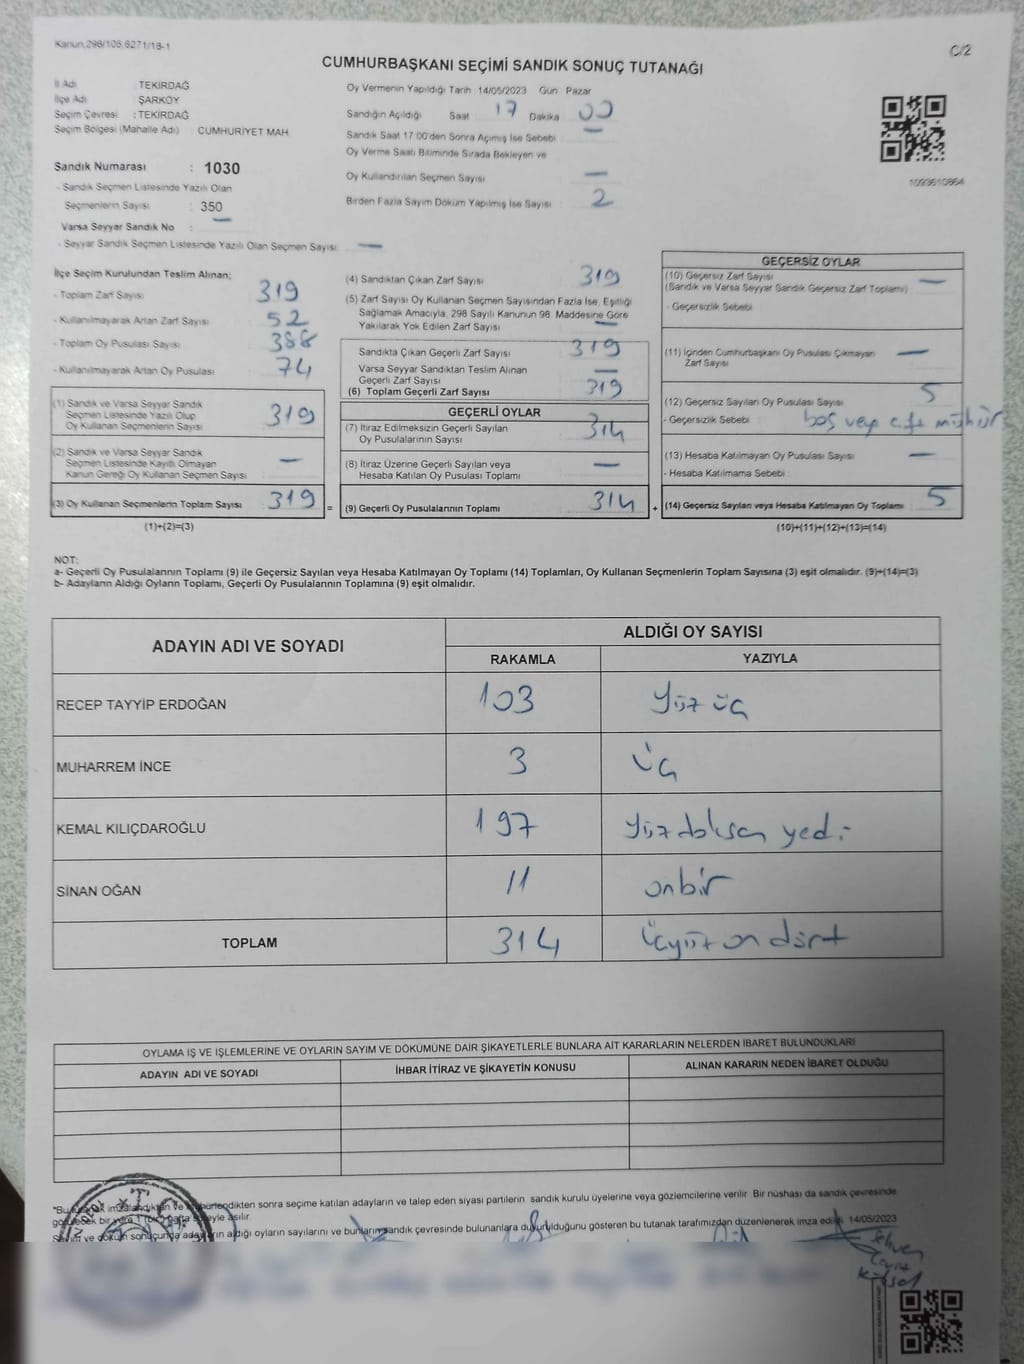 Kanun,298/106,6271/18-1
C/2
CUMHURBAŞKANI SEÇİMİ SANDIK SONUÇ TUTANAĞI
İl Adı : TEKİRDAĞ
İlçe Adı : ŞARKÖY
Seçim Çevresi : TEKİRDAĞ
Seçim Bölgesi (Mahalle Adı) CUMHURİYET MAH
Sandık Numarası : 1030
- Sandık Seçmen Listesinde Yazılı Olan
Seçmenlerin Sayısı : 350
Varsa Seyyar Sandık No : —
- Seyyar Sandık Seçmen Listesinde Yazılı Olan Seçmen Sayısı: —
Oy Vermenin Yapıldığı Tarih 14/05/2023 Gün : Pazar
Sandığın Açıldığı Saat 17 Dakika 00
Sandık Saat 17:00'den Sonra Açılmış İse Sebebi : —
Oy Verme Saati Bitiminde Sırada Bekleyen ve
Oy Kullandırılan Seçmen Sayısı —
Birden Fazla Sayım Döküm Yapılmış İse Sayısı : 2
1093610864
İlçe Seçim Kurulundan Teslim Alınan;
- Toplam Zarf Sayısı 319
- Kullanılmayarak Artan Zarf Sayısı 52
- Toplam Oy Pusulası Sayısı 388
- Kullanılmayarak Artan Oy Pusulası 74
(1) Sandık ve Varsa Seyyar Sandık
Seçmen Listesinde Yazılı Olup
Oy Kullanan Seçmenlerin Sayısı 319
(2) Sandık ve Varsa Seyyar Sandık
Seçmen Listesinde Kayıtlı Olmayan
Kanun Gereği Oy Kullanan Seçmen Sayısı —
(3) Oy Kullanan Seçmenlerin Toplam Sayısı 319 =
(1)+(2)=(3)
(4) Sandıktan Çıkan Zarf Sayısı 319
(5) Zarf Sayısı Oy Kullanan Seçmen Sayısından Fazla İse, Eşitliği
Sağlamak Amacıyla, 298 Sayılı Kanunun 98. Maddesine Göre
Yakılarak Yok Edilen Zarf Sayısı —
Sandıkta Çıkan Geçerli Zarf Sayısı 319
Varsa Seyyar Sandıktan Teslim Alınan
Geçerli Zarf Sayısı —
(6) Toplam Geçerli Zarf Sayısı 319
GEÇERLİ OYLAR
(7) İtiraz Edilmeksizin Geçerli Sayılan
Oy Pusulalarının Sayısı 314
(8) İtiraz Üzerine Geçerli Sayılan veya
Hesaba Katılan Oy Pusulası Toplamı —
(9) Geçerli Oy Pusulalarının Toplamı 314 +
GEÇERSİZ OYLAR
(10) Geçersiz Zarf Sayısı
(Sandık ve Varsa Seyyar Sandık Geçersiz Zarf Toplamı) —
- Geçersizlik Sebebi :
(11) İçinden Cumhurbaşkanı Oy Pusulası Çıkmayan
Zarf Sayısı —
(12) Geçersiz Sayılan Oy Pusulası Sayısı 5
- Geçersizlik Sebebi boş veya çift mühür
(13) Hesaba Katılmayan Oy Pusulası Sayısı —
- Hesaba Katılmama Sebebi :
(14) Geçersiz Sayılan veya Hesaba Katılmayan Oy Toplamı 5
(10)+(11)+(12)+(13)=(14)
NOT:
a- Geçerli Oy Pusulalarının Toplamı (9) ile Geçersiz Sayılan veya Hesaba Katılmayan Oy Toplamı (14) Toplamları, Oy Kullanan Seçmenlerin Toplam Sayısına (3) eşit olmalıdır. (9)+(14)=(3)
b- Adayların Aldığı Oyların Toplamı, Geçerli Oy Pusulalarının Toplamına (9) eşit olmalıdır.
ADAYIN ADI VE SOYADI ALDIĞI OY SAYISI
RAKAMLA YAZIYLA
RECEP TAYYİP ERDOĞAN 103 Yüz üç
MUHARREM İNCE 3 üç
KEMAL KILIÇDAROĞLU 197 Yüz doksan yedi
SİNAN OĞAN 11 onbir
TOPLAM 314 üçyüz on dört
OYLAMA İŞ VE İŞLEMLERİNE VE OYLARIN SAYIM VE DÖKÜMÜNE DAİR ŞİKAYETLERLE BUNLARA AİT KARARLARIN NELERDEN İBARET BULUNDUKLARI
ADAYIN ADI VE SOYADI İHBAR İTİRAZ VE ŞİKAYETİN KONUSU ALINAN KARARIN NEDEN İBARET OLDUĞU
sonra seçime katılan adayların ve talep eden siyasi partilerin sandık kurulu üyelerine veya gözlemcilerine verilir. Bir nüshası da sandık çevresinde
asılır.
aldığı oyların sayılarını ve bunların sandık çevresinde bulunanlara duyurulduğunu gösteren bu tutanak tarafımızdan düzenlenerek imza edildi. 14/05/2023